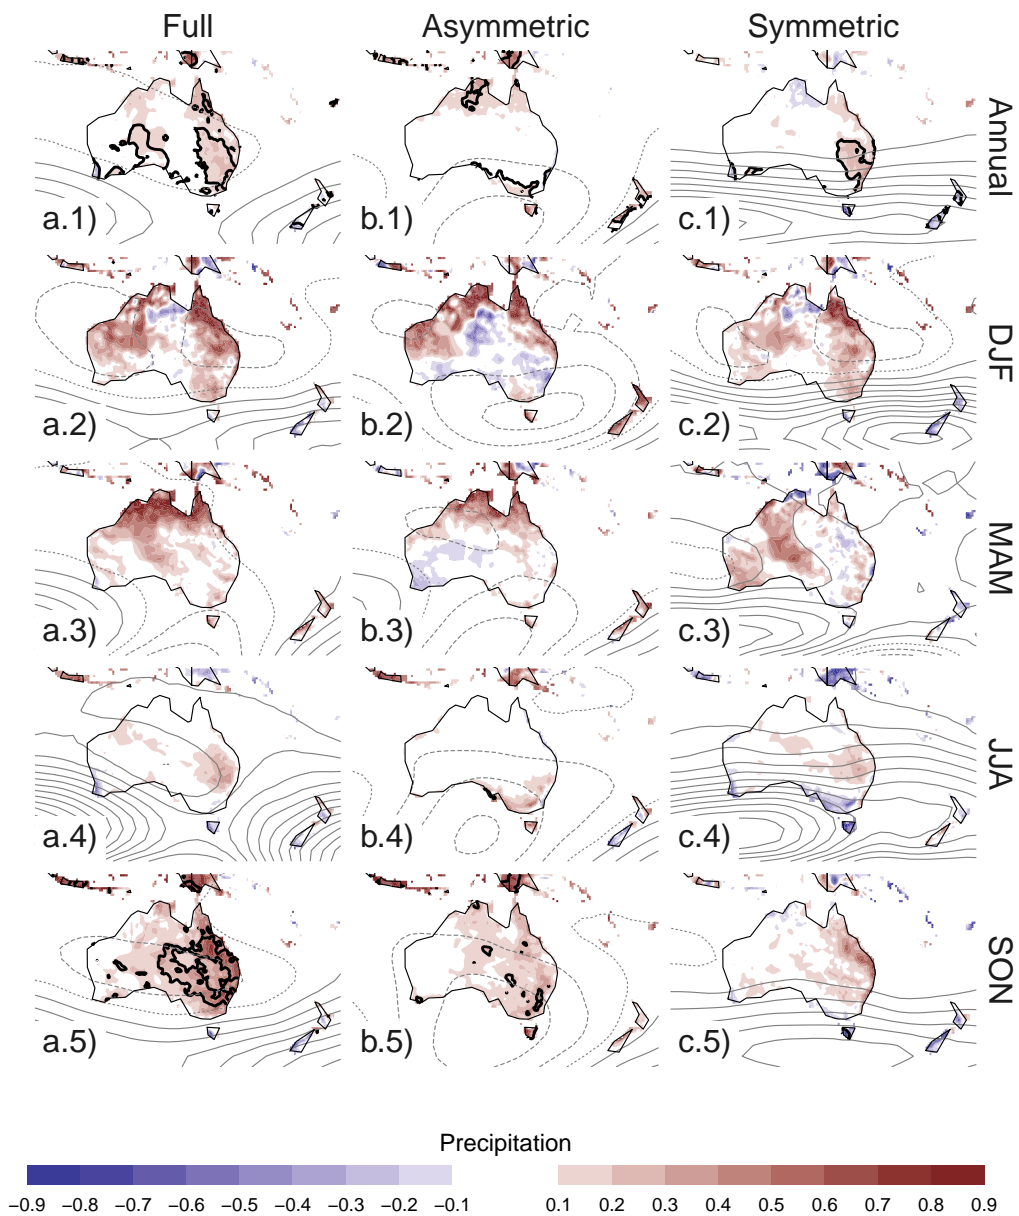 Full Asymmetric Symmetric
a.1) b.1) c.1) Annual
a.2) b.2) c.2) DJF
a.3) b.3) c.3) MAM
a.4) b.4) c.4) JJA
a.5) b.5) c.5) SON
Precipitation
−0.9 −0.8 −0.7 −0.6 −0.5 −0.4 −0.3 −0.2 −0.1 0.1 0.2 0.3 0.4 0.5 0.6 0.7 0.8 0.9